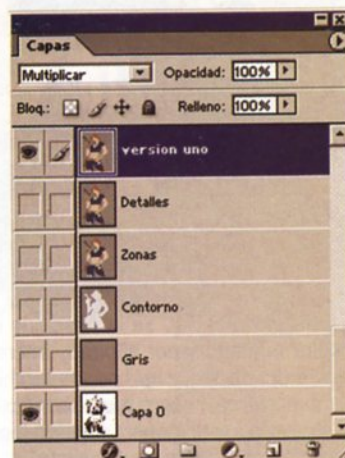 Capas
Multiplicar Opacidad: 100%
Bloq.: Relleno: 100%
version uno
Detalles
Zonas
Contorno
Gris
Capa 0